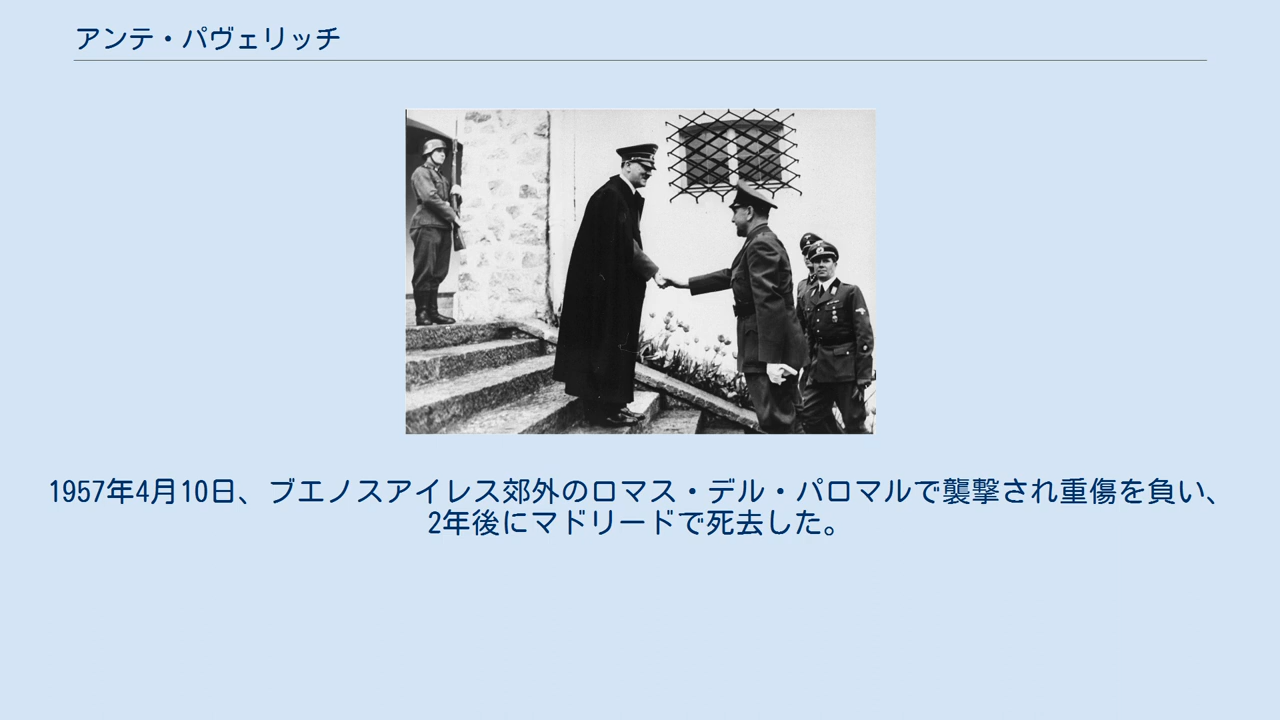 アンテ・パヴェリッチ
1957年4月10日、ブエノスアイレス郊外のロマス・デル・パロマルで襲撃され重傷を負い、
2年後にマドリードで死去した。